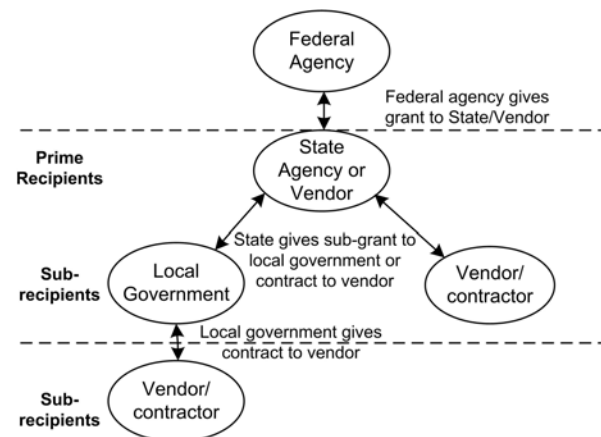 Federal
Agency
Federal agency gives
grant to State/Vendor
Prime
Recipients
State
Agency or
Vendor
State gives sub-grant to
local government or
contract to vendor
Sub-
recipients
Local
Government
Vendor/
contractor
Local government gives
contract to vendor
Sub-
recipients
Vendor/
contractor